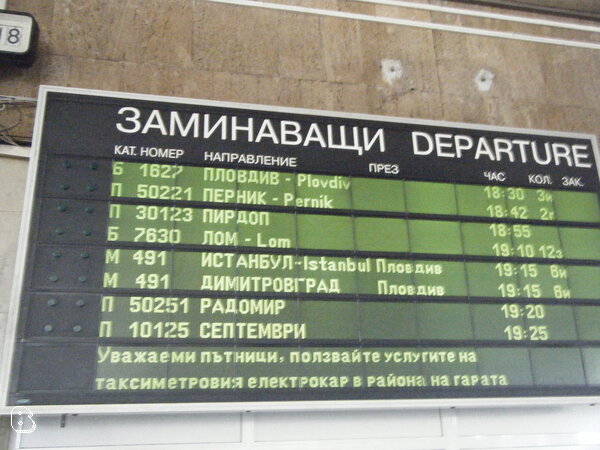 18
ЗАМИНАВАЩИ DEPARTURE
КАТ. НОМЕР НАПРАВЛЕНИЕ ПРЕЗ ЧАС КОЛ. ЗАК.
Б 1627 ПЛОВДИВ - Plovdiv 18:30 3и
П 50221 ПЕРНИК - Pernik 18:42 2г
П 30123 ПИРДОП 18:55
Б 7630 ЛОМ - Lom 19:10 12з
М 491 ИСТАНБУЛ-Istanbul Пловдив 19:15 6и
М 491 ДИМИТРОВГРАД Пловдив 19:15 6и
П 50251 РАДОМИР 19:20
П 10125 СЕПТЕМВРИ 19:25
Уважаеми пътници, ползвайте услугите на
таксиметровия електрокар в района на гарата